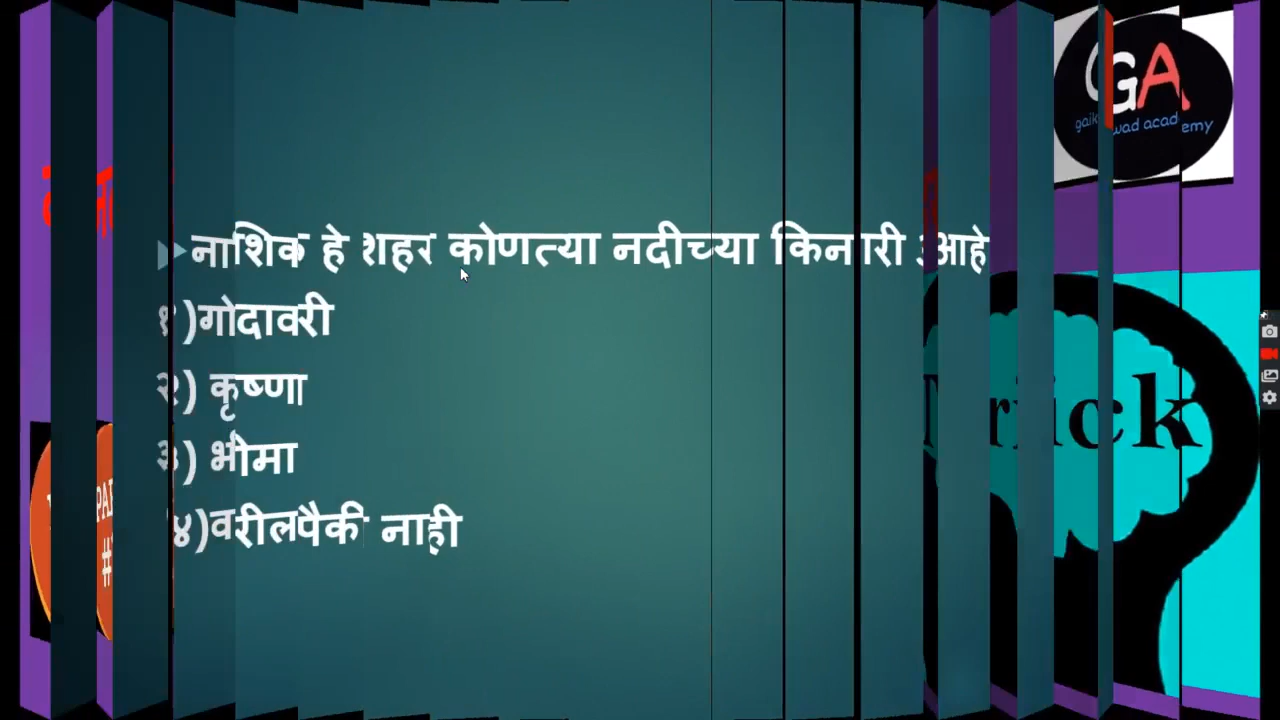 नाशिक हे शहर कोणत्या नदीच्या किनारी आहे
१)गोदावरी
२) कृष्णा
३) भीमा
४)वरीलपैकी नाही
GA
gaikwad academy
Trick